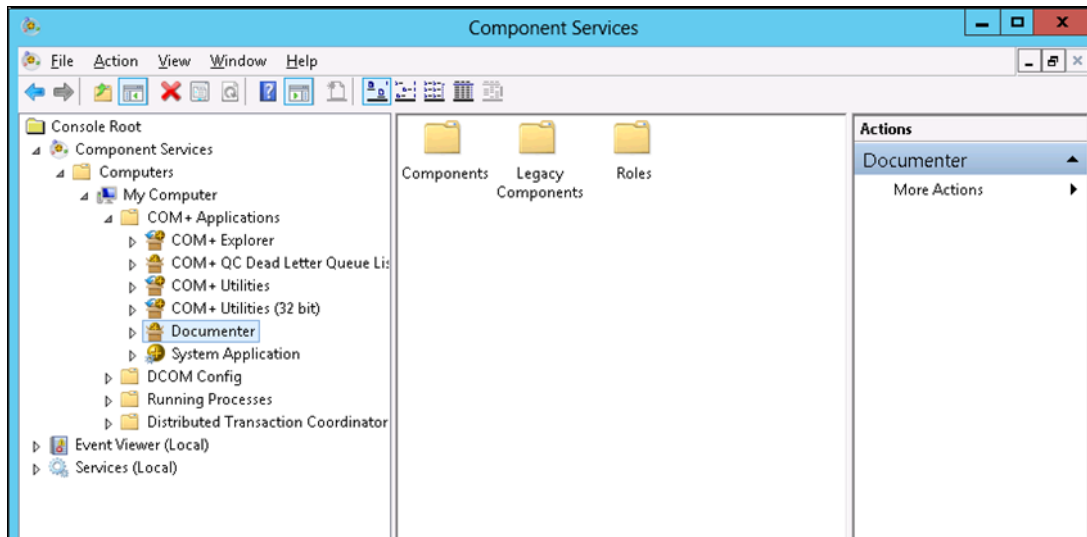 Component Services
File Action View Window Help
Console Root
Component Services
Computers
My Computer
COM+ Applications
COM+ Explorer
COM+ QC Dead Letter Queue Lis
COM+ Utilities
COM+ Utilities (32 bit)
Documenter
System Application
DCOM Config
Running Processes
Distributed Transaction Coordinator
Event Viewer (Local)
Services (Local)
Components
Legacy
Components
Roles
Actions
Documenter
More Actions